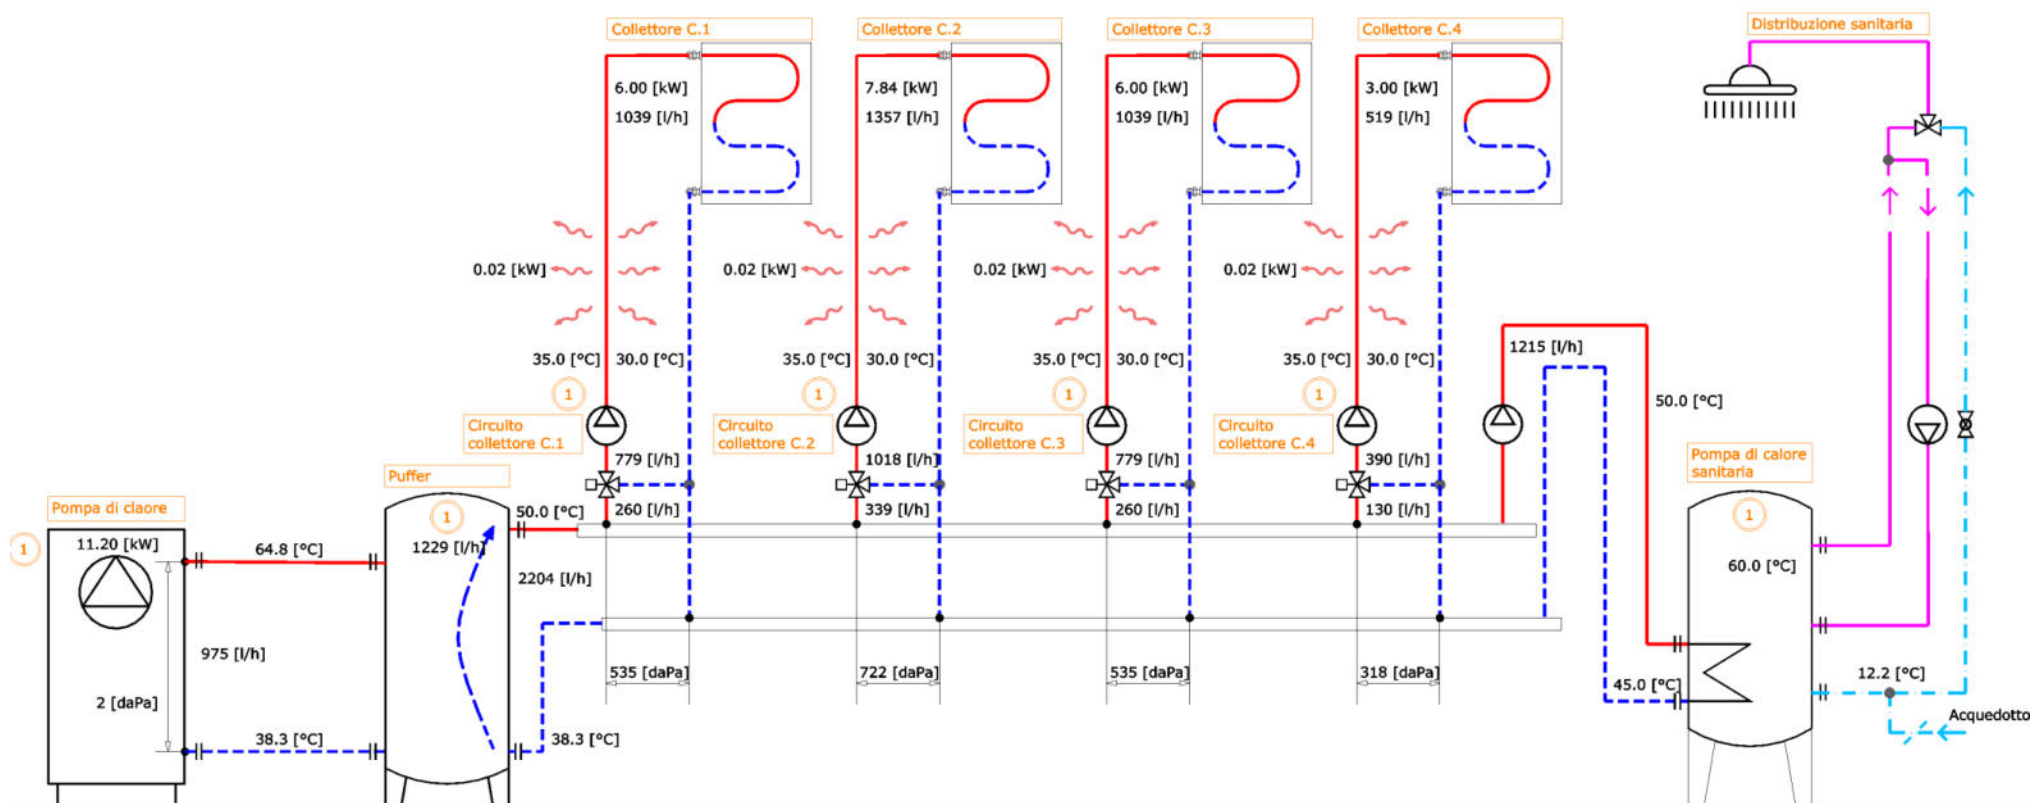 Collettore C.1
Collettore C.2
Collettore C.3
Collettore C.4
Distribuzione sanitaria
6.00 [kW]
1039 [l/h]
7.84 [kW]
1357 [l/h]
6.00 [kW]
1039 [l/h]
3.00 [kW]
519 [l/h]
0.02 [kW]
0.02 [kW]
0.02 [kW]
0.02 [kW]
35.0 [°C]
30.0 [°C]
35.0 [°C]
30.0 [°C]
35.0 [°C]
30.0 [°C]
35.0 [°C]
30.0 [°C]
1215 [l/h]
50.0 [°C]
1
1
1
1
Circuito
collettore C.1
Circuito
collettore C.2
Circuito
collettore C.3
Circuito
collettore C.4
779 [l/h]
1018 [l/h]
779 [l/h]
390 [l/h]
260 [l/h]
339 [l/h]
260 [l/h]
130 [l/h]
Pompa di calore
sanitaria
1
60.0 [°C]
Puffer
1
50.0 [°C]
1229 [l/h]
2204 [l/h]
Pompa di claore
1
11.20 [kW]
64.8 [°C]
975 [l/h]
2 [daPa]
38.3 [°C]
38.3 [°C]
535 [daPa]
722 [daPa]
535 [daPa]
318 [daPa]
45.0 [°C]
12.2 [°C]
Acquedotto